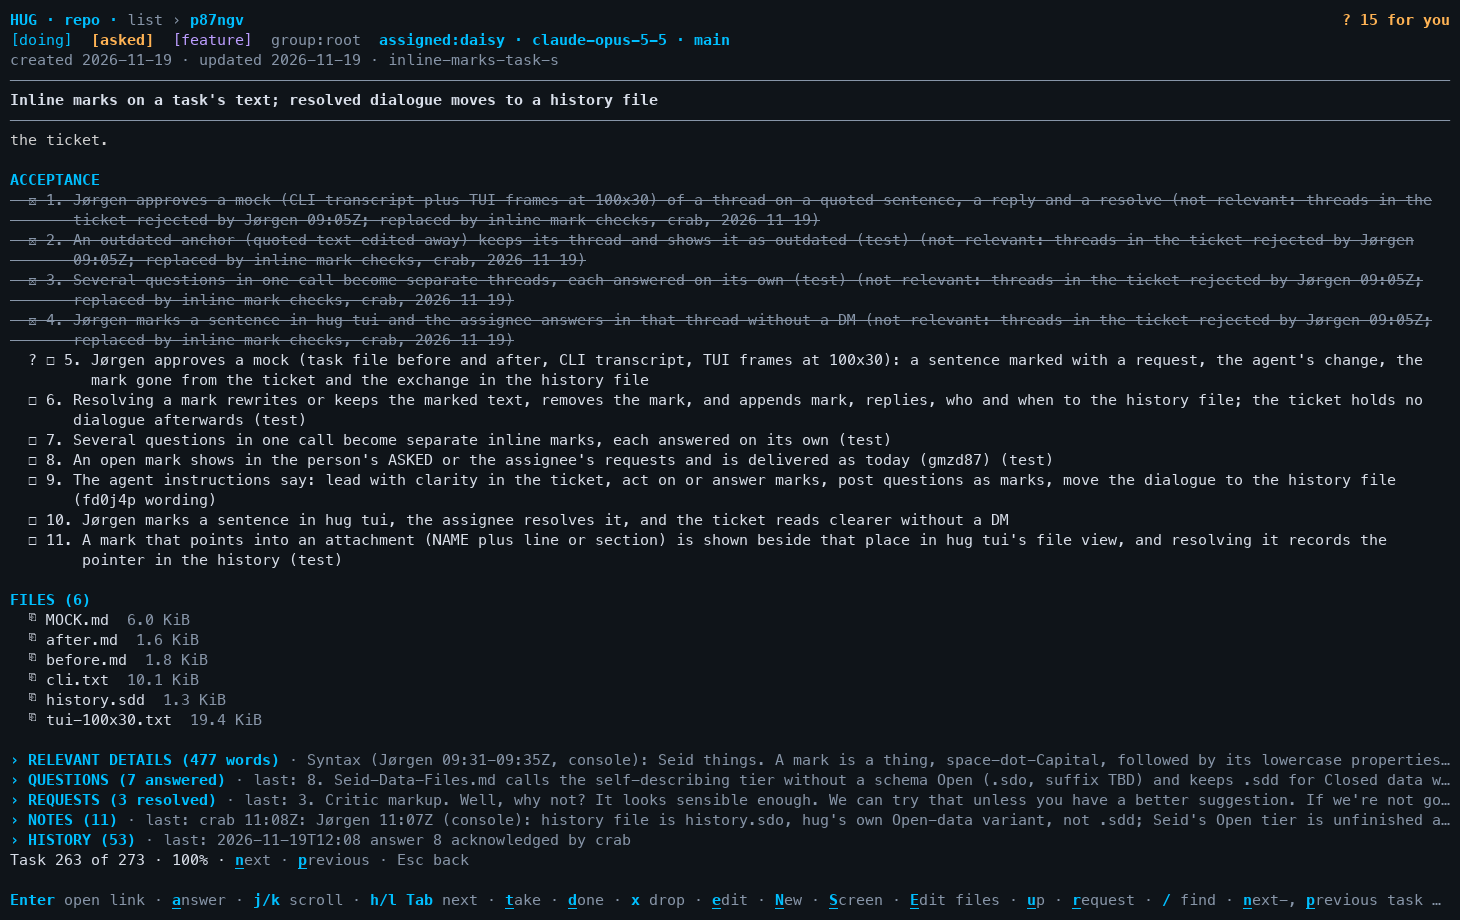 HUG · repo · list › p87ngv ? 15 for you
[doing] [asked] [feature] group:root assigned:daisy · claude-opus-5-5 · main
created 2026-11-19 · updated 2026-11-19 · inline-marks-task-s
Inline marks on a task's text; resolved dialogue moves to a history file
the ticket.
ACCEPTANCE
☒ 1. Jørgen approves a mock (CLI transcript plus TUI frames at 100x30) of a thread on a quoted sentence, a reply and a resolve (not relevant: threads in the
ticket rejected by Jørgen 09:05Z; replaced by inline mark checks, crab, 2026-11-19)
☒ 2. An outdated anchor (quoted text edited away) keeps its thread and shows it as outdated (test) (not relevant: threads in the ticket rejected by Jørgen
09:05Z; replaced by inline mark checks, crab, 2026-11-19)
☒ 3. Several questions in one call become separate threads, each answered on its own (test) (not relevant: threads in the ticket rejected by Jørgen 09:05Z;
replaced by inline mark checks, crab, 2026-11-19)
☒ 4. Jørgen marks a sentence in hug tui and the assignee answers in that thread without a DM (not relevant: threads in the ticket rejected by Jørgen 09:05Z;
replaced by inline mark checks, crab, 2026-11-19)
? ☐ 5. Jørgen approves a mock (task file before and after, CLI transcript, TUI frames at 100x30): a sentence marked with a request, the agent's change, the
mark gone from the ticket and the exchange in the history file
☐ 6. Resolving a mark rewrites or keeps the marked text, removes the mark, and appends mark, replies, who and when to the history file; the ticket holds no
dialogue afterwards (test)
☐ 7. Several questions in one call become separate inline marks, each answered on its own (test)
☐ 8. An open mark shows in the person's ASKED or the assignee's requests and is delivered as today (gmzd87) (test)
☐ 9. The agent instructions say: lead with clarity in the ticket, act on or answer marks, post questions as marks, move the dialogue to the history file
(fd0j4p wording)
☐ 10. Jørgen marks a sentence in hug tui, the assignee resolves it, and the ticket reads clearer without a DM
☐ 11. A mark that points into an attachment (NAME plus line or section) is shown beside that place in hug tui's file view, and resolving it records the
pointer in the history (test)
FILES (6)
MOCK.md 6.0 KiB
after.md 1.6 KiB
before.md 1.8 KiB
cli.txt 10.1 KiB
history.sdd 1.3 KiB
tui-100x30.txt 19.4 KiB
› RELEVANT DETAILS (477 words) · Syntax (Jørgen 09:31-09:35Z, console): Seid things. A mark is a thing, space-dot-Capital, followed by its lowercase properties…
› QUESTIONS (7 answered) · last: 8. Seid-Data-Files.md calls the self-describing tier without a schema Open (.sdo, suffix TBD) and keeps .sdd for Closed data w…
› REQUESTS (3 resolved) · last: 3. Critic markup. Well, why not? It looks sensible enough. We can try that unless you have a better suggestion. If we're not go…
› NOTES (11) · last: crab 11:08Z: Jørgen 11:07Z (console): history file is history.sdo, hug's own Open-data variant, not .sdd; Seid's Open tier is unfinished a…
› HISTORY (53) · last: 2026-11-19T12:08 answer 8 acknowledged by crab
Task 263 of 273 · 100% · next · previous · Esc back
Enter open link · answer · j/k scroll · h/l Tab next · take · done · x drop · edit · New · Screen · Edit files · up · request · / find · next-, previous task …